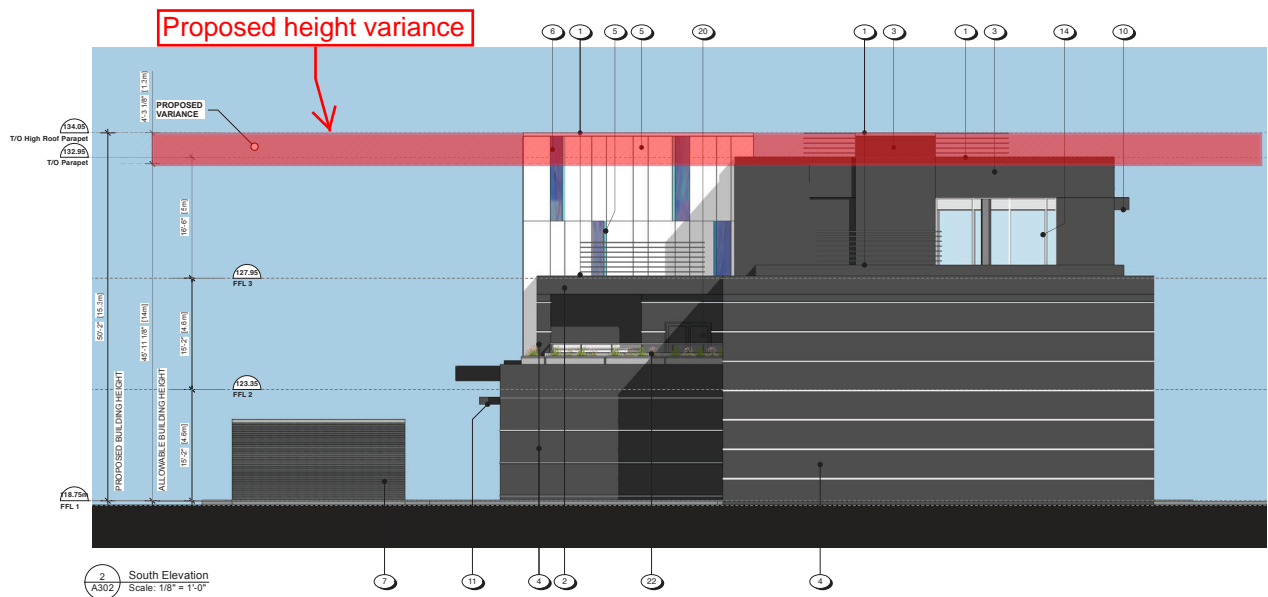 Proposed height variance
6
1
5
5
20
1
3
1
3
14
10
4'-3 1/8" [1.3m]
PROPOSED
VARIANCE
134.05
T/O High Roof Parapet
132.95
T/O Parapet
16'-6" [5m]
127.95
FFL 3
50'-2" [15.3m]
45'-11 1/8" [14m]
15'-2" [4.6m]
123.35
FFL 2
PROPOSED BUILDING HEIGHT
ALLOWABLE BUILDING HEIGHT
15'-2" [4.6m]
118.75m
FFL 1
2
A302
South Elevation
Scale: 1/8" = 1'-0"
7
11
4
2
22
4